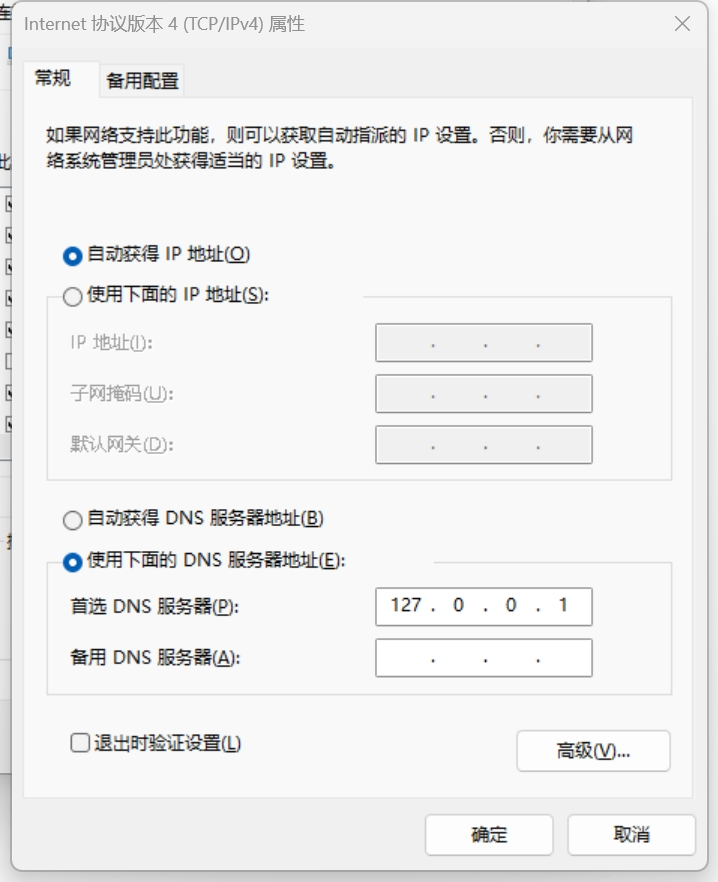 Internet 协议版本 4 (TCP/IPv4) 属性
常规
备用配置
如果网络支持此功能，则可以获取自动指派的 IP 设置。否则，你需要从网
络系统管理员处获得适当的 IP 设置。
自动获得 IP 地址(O)
使用下面的 IP 地址(S):
IP 地址(I):
. . .
子网掩码(U):
. . .
默认网关(D):
. . .
自动获得 DNS 服务器地址(B)
使用下面的 DNS 服务器地址(E):
首选 DNS 服务器(P):
127 . 0 . 0 . 1
备用 DNS 服务器(A):
. . .
退出时验证设置(L)
高级(V)...
确定
取消